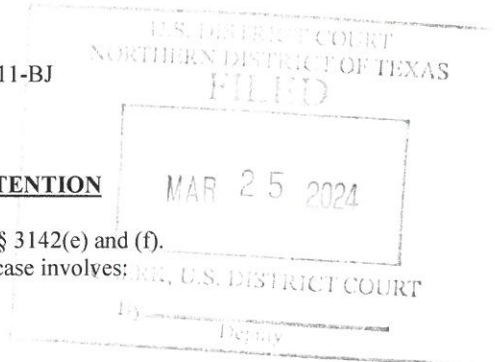 U.S. DISTRICT COURT
NORTHERN DISTRICT OF TEXAS
11-BJ
FILED
TENTION
MAR 25 2024
§ 3142(e) and (f).
case involves:
CLERK, U.S. DISTRICT COURT
By
Deputy